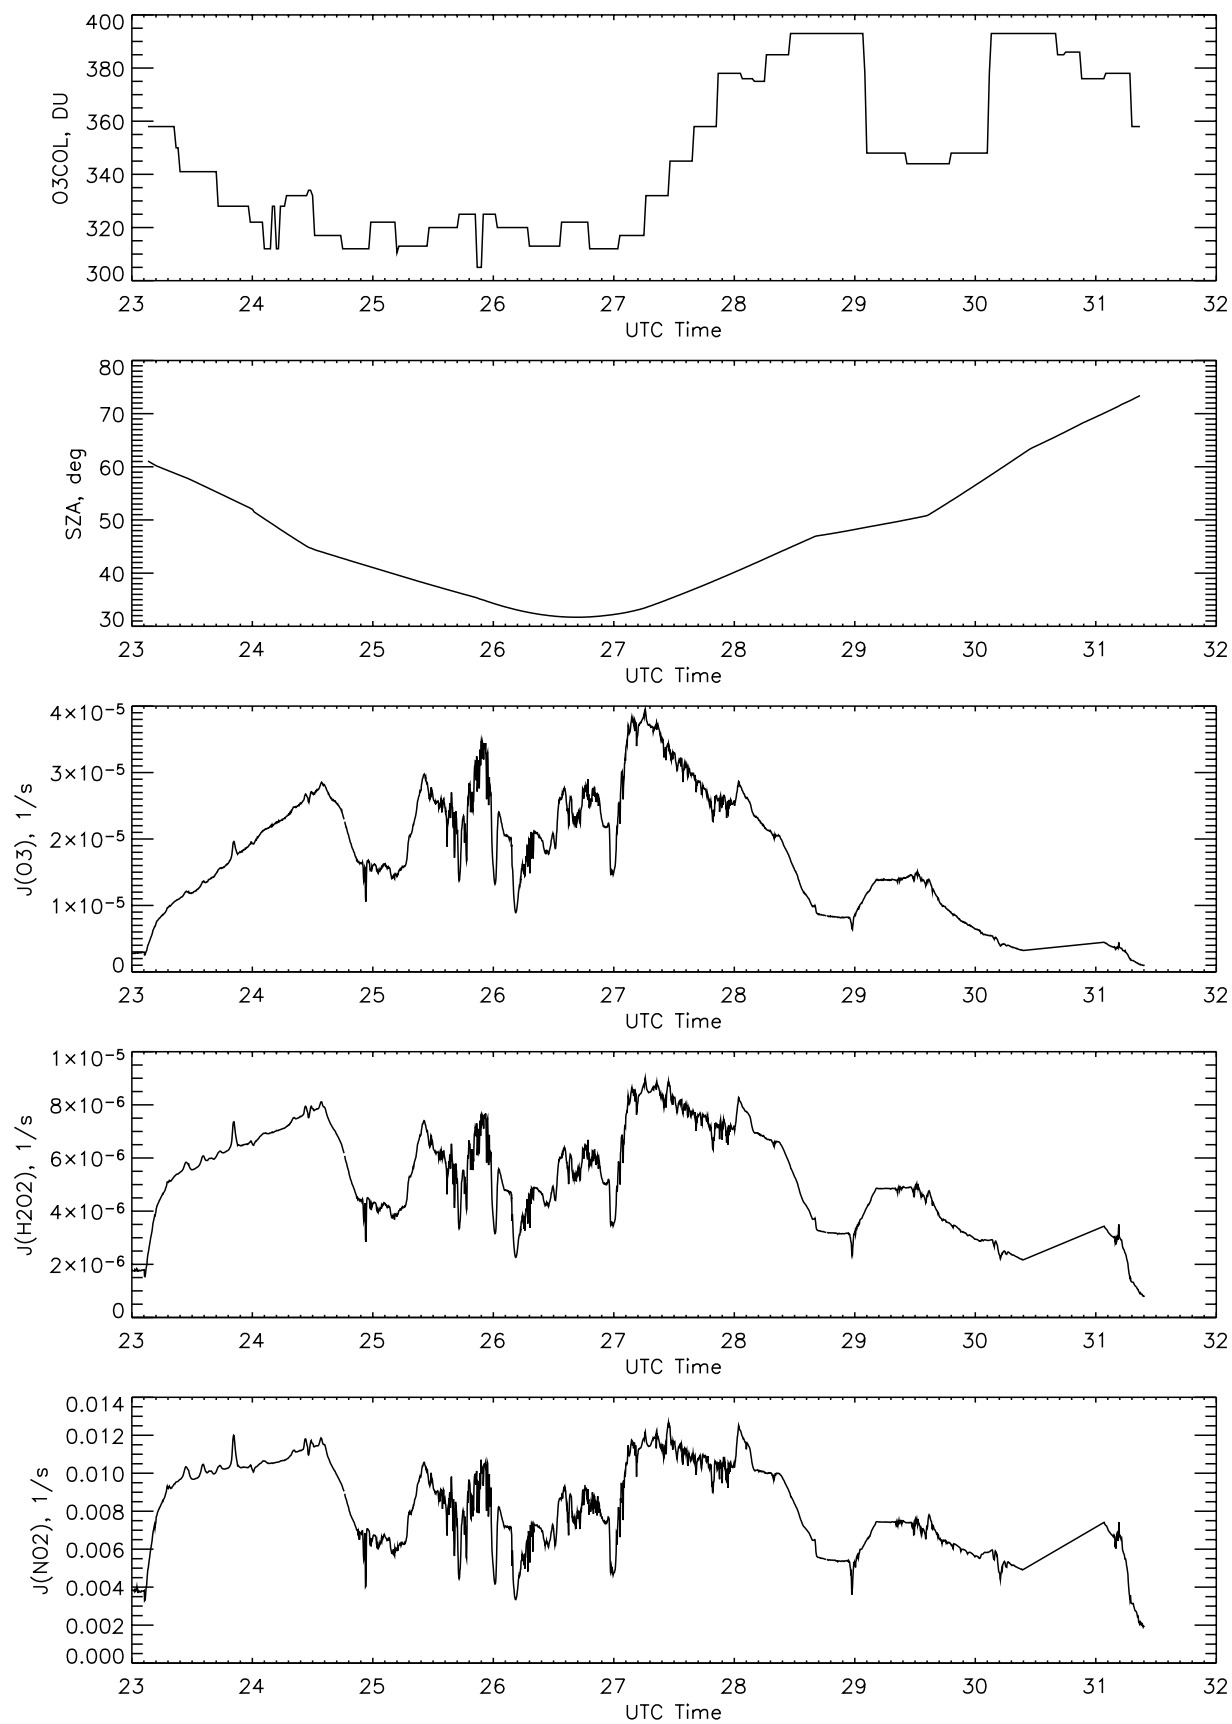 400
380
360
340
320
300
O3COL, DU
23 24 25 26 27 28 29 30 31 32
UTC Time
80
70
60
50
40
30
SZA, deg
23 24 25 26 27 28 29 30 31 32
UTC Time
4×10⁻⁵
3×10⁻⁵
2×10⁻⁵
1×10⁻⁵
0
J(O3), 1/s
23 24 25 26 27 28 29 30 31 32
UTC Time
1×10⁻⁵
8×10⁻⁶
6×10⁻⁶
4×10⁻⁶
2×10⁻⁶
0
J(H2O2), 1/s
23 24 25 26 27 28 29 30 31 32
UTC Time
0.014
0.012
0.010
0.008
0.006
0.004
0.002
0.000
J(NO2), 1/s
23 24 25 26 27 28 29 30 31 32
UTC Time